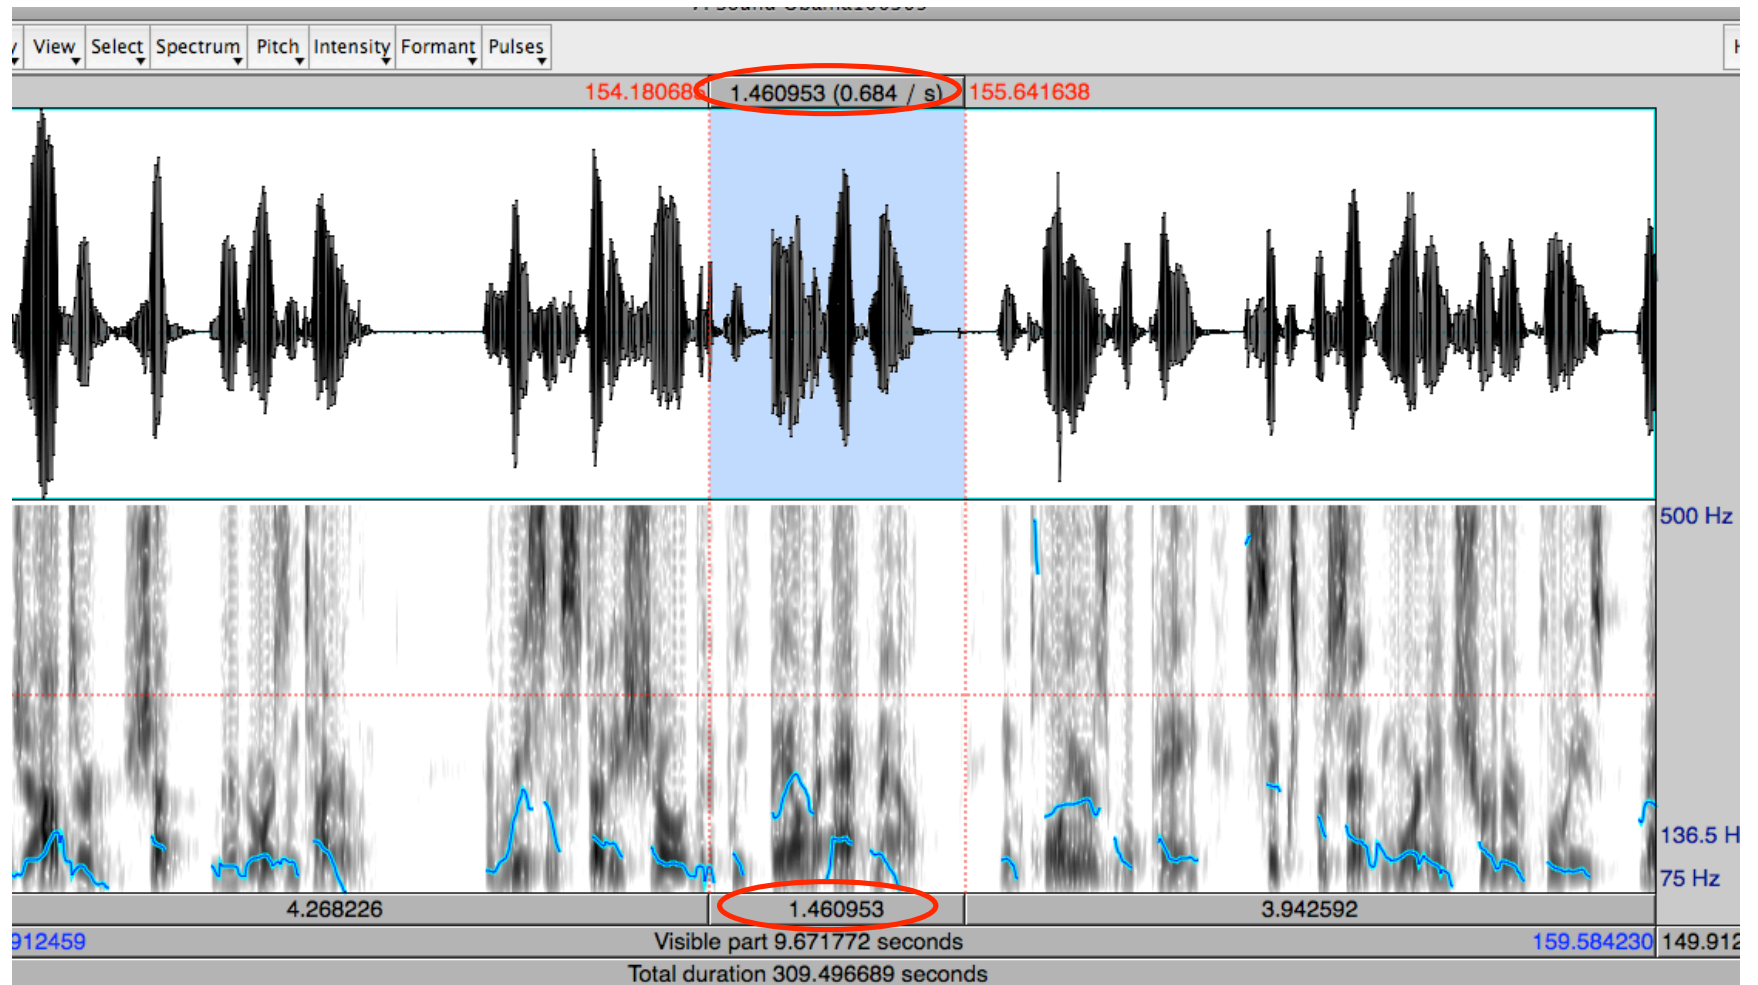 View Select Spectrum Pitch Intensity Formant Pulses
1.460953 (0.684 / s) 155.641638
500 Hz
136.5 H
75 Hz
4.268226 1.460953 3.942592
912459 Visible part 9.671772 seconds 159.584230 149.912
Total duration 309.496689 seconds